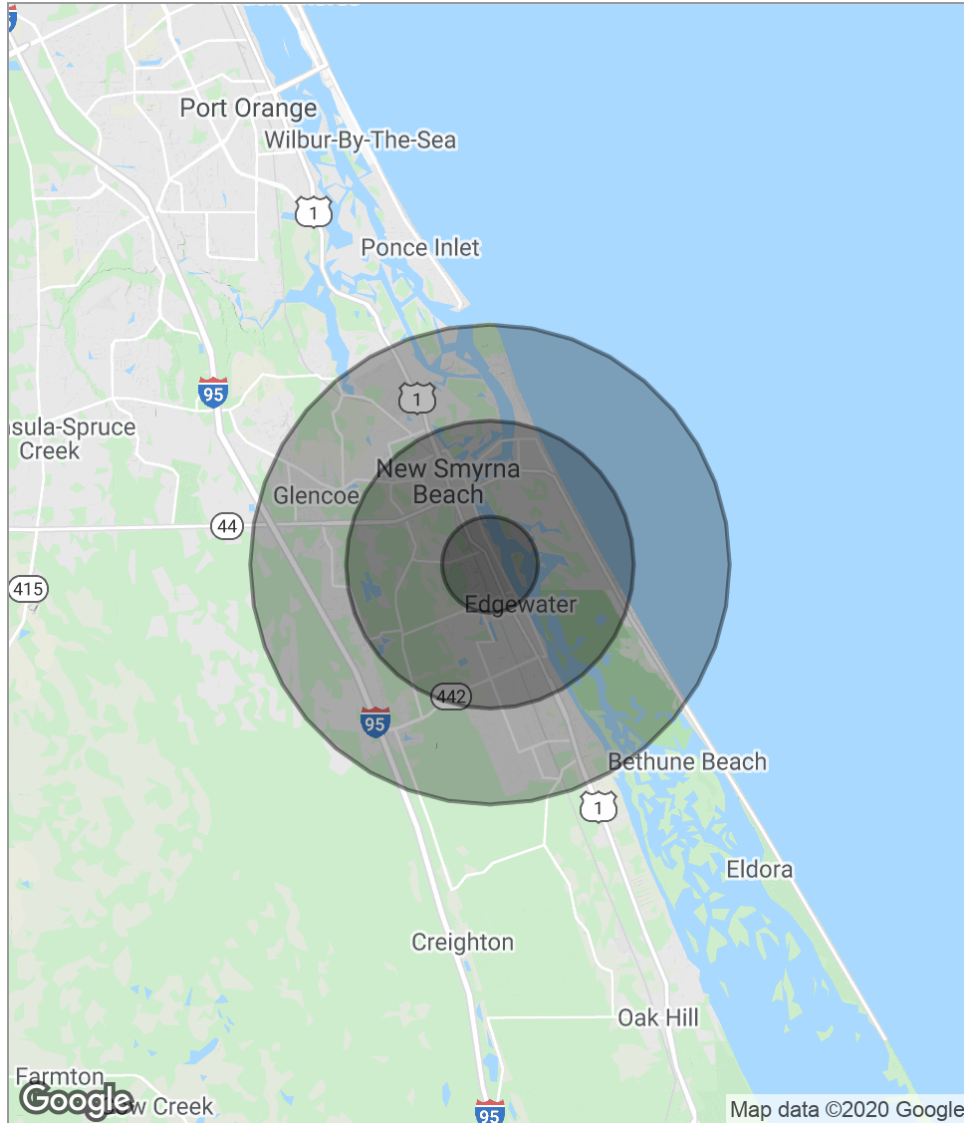 Port Orange
Wilbur-By-The-Sea
1
Ponce Inlet
95
1
sula-Spruce
Creek
New Smyrna
Beach
Glencoe
44
415
Edgewater
442
95
Bethune Beach
1
Eldora
Creighton
Oak Hill
Farmton
Google
Creek
95
Map data ©2020 Google